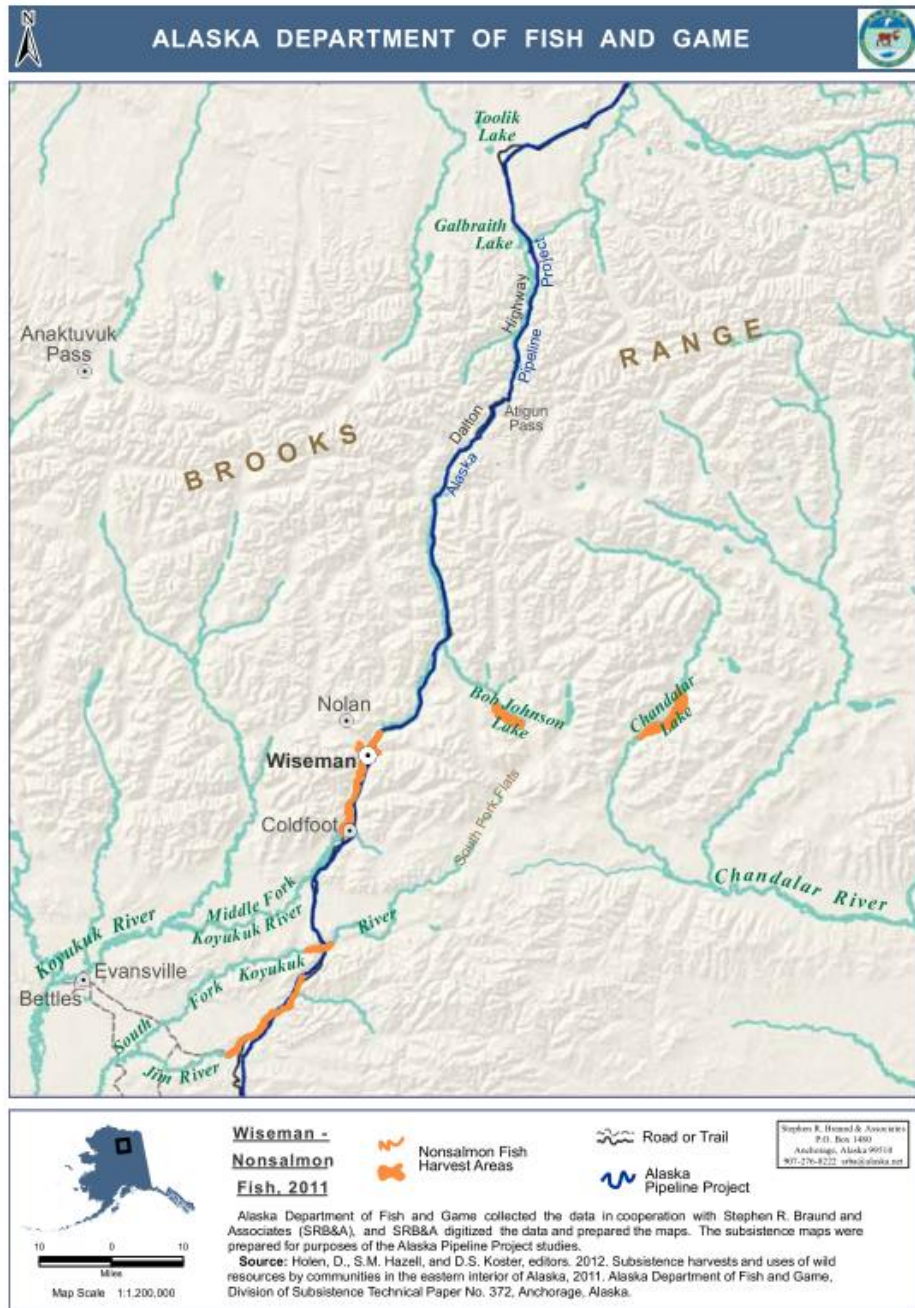 N
ALASKA DEPARTMENT OF FISH AND GAME
Toolik
Lake
Galbraith
Lake
Project
Highway
Pipeline
Anaktuvuk
Pass
RANGE
Dalton
Atigun
Pass
Alaska
BROOKS
Nolan
Bob Johnson
Lake
Chandalar
Lake
Wiseman
South Fork Flats
Coldfoot
Chandalar River
Middle Fork
Koyukuk River
Koyukuk River
River
Koyukuk
Fork
South
Evansville
Bettles
Jim River
Wiseman -
Nonsalmon
Fish, 2011
Nonsalmon Fish
Harvest Areas
Road or Trail
Alaska
Pipeline Project
Stephen R. Braund & Associates
P.O. Box 1480
Anchorage, Alaska 99510
907-276-8222 srba@alaska.net
10 0 10
Miles
Map Scale 1:1,200,000
Alaska Department of Fish and Game collected the data in cooperation with Stephen R. Braund and
Associates (SRB&A), and SRB&A digitized the data and prepared the maps. The subsistence maps were
prepared for purposes of the Alaska Pipeline Project studies.
Source: Holen, D., S.M. Hazell, and D.S. Koster, editors. 2012. Subsistence harvests and uses of wild
resources by communities in the eastern interior of Alaska, 2011. Alaska Department of Fish and Game,
Division of Subsistence Technical Paper No. 372, Anchorage, Alaska.